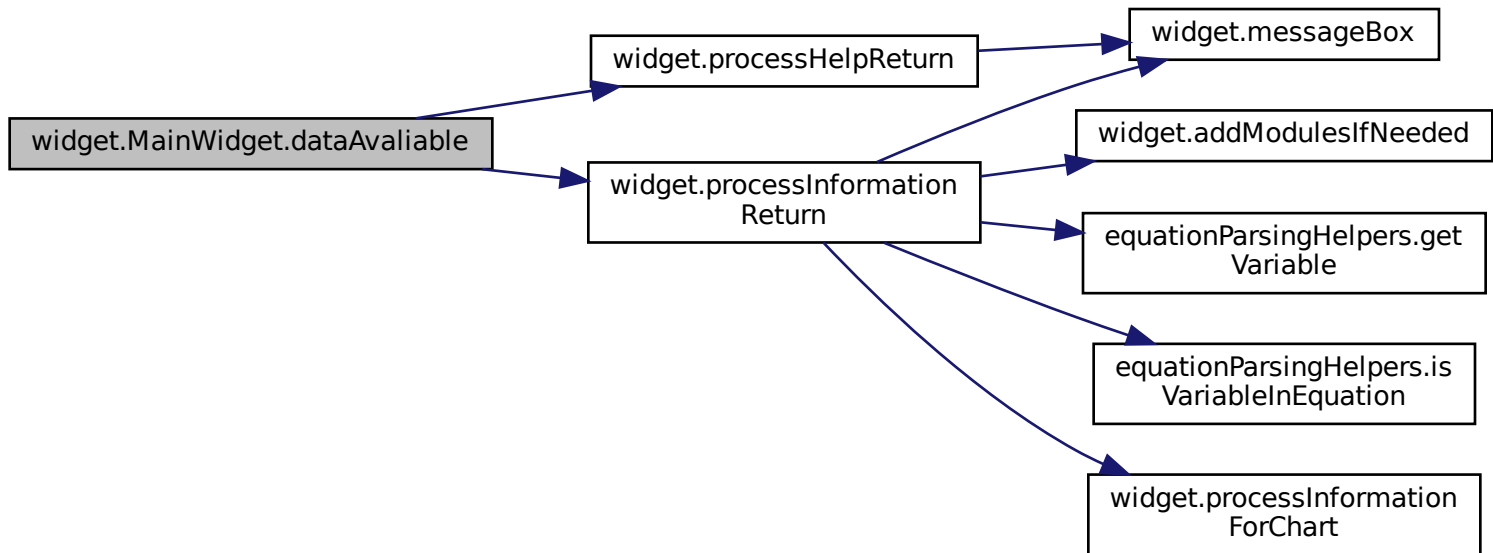 widget.MainWidget.dataAvaliable
widget.processHelpReturn
widget.processInformation
Return
widget.messageBox
widget.addModulesIfNeeded
equationParsingHelpers.get
Variable
equationParsingHelpers.is
VariableInEquation
widget.processInformation
ForChart